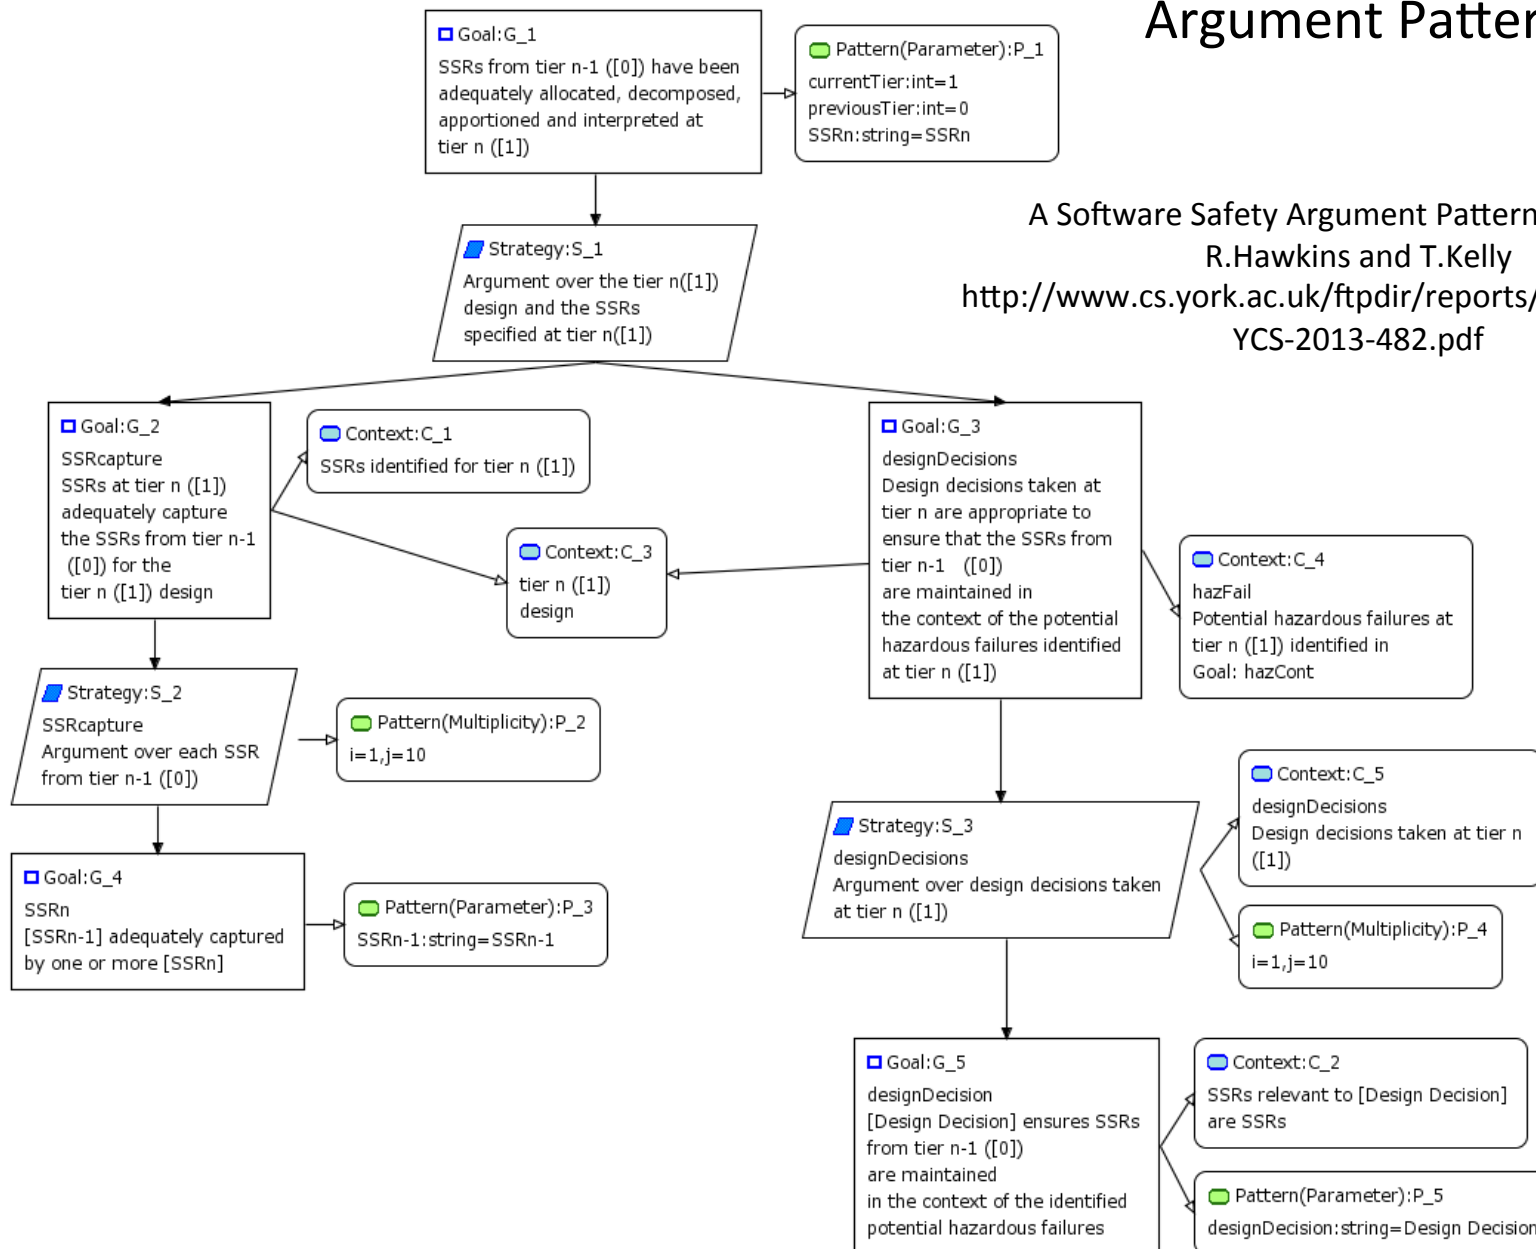 Argument Patter
Goal:G_1
SSRs from tier n-1 ([0]) have been
adequately allocated, decomposed,
apportioned and interpreted at
tier n ([1])
Pattern(Parameter):P_1
currentTier:int=1
previousTier:int=0
SSRn:string=SSRn
A Software Safety Argument Pattern
R.Hawkins and T.Kelly
http://www.cs.york.ac.uk/ftpdir/reports/
YCS-2013-482.pdf
Strategy:S_1
Argument over the tier n([1])
design and the SSRs
specified at tier n([1])
Goal:G_2
SSRcapture
SSRs at tier n ([1])
adequately capture
the SSRs from tier n-1
([0]) for the
tier n ([1]) design
Context:C_1
SSRs identified for tier n ([1])
Context:C_3
tier n ([1])
design
Goal:G_3
designDecisions
Design decisions taken at
tier n are appropriate to
ensure that the SSRs from
tier n-1 ([0])
are maintained in
the context of the potential
hazardous failures identified
at tier n ([1])
Context:C_4
hazFail
Potential hazardous failures at
tier n ([1]) identified in
Goal: hazCont
Strategy:S_2
SSRcapture
Argument over each SSR
from tier n-1 ([0])
Pattern(Multiplicity):P_2
i=1,j=10
Strategy:S_3
designDecisions
Argument over design decisions taken
at tier n ([1])
Context:C_5
designDecisions
Design decisions taken at tier n
([1])
Pattern(Multiplicity):P_4
i=1,j=10
Goal:G_4
SSRn
[SSRn-1] adequately captured
by one or more [SSRn]
Pattern(Parameter):P_3
SSRn-1:string=SSRn-1
Goal:G_5
designDecision
[Design Decision] ensures SSRs
from tier n-1 ([0])
are maintained
in the context of the identified
potential hazardous failures
Context:C_2
SSRs relevant to [Design Decision]
are SSRs
Pattern(Parameter):P_5
designDecision:string=Design Decision